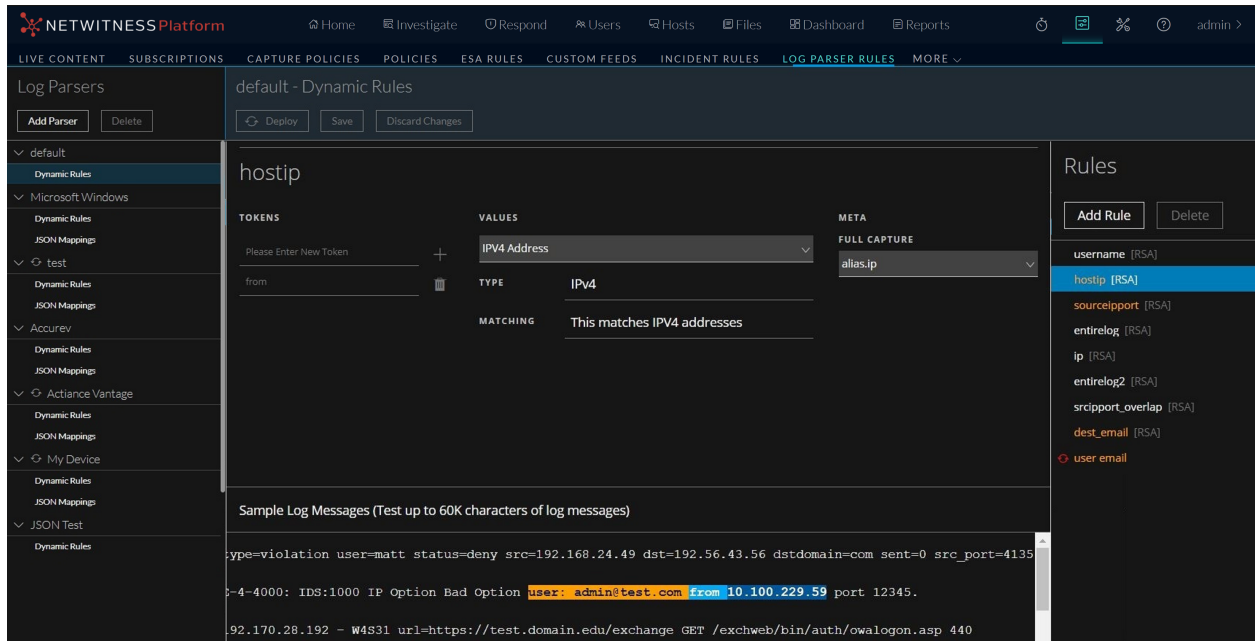 NETWITNESS Platform Home Investigate Respond Users Hosts Files Dashboard Reports admin >
LIVE CONTENT SUBSCRIPTIONS CAPTURE POLICIES POLICIES ESA RULES CUSTOM FEEDS INCIDENT RULES LOG PARSER RULES MORE
Log Parsers
Add Parser Delete
default
Dynamic Rules
Microsoft Windows
Dynamic Rules
JSON Mappings
test
Dynamic Rules
JSON Mappings
Accurev
Dynamic Rules
JSON Mappings
Actiance Vantage
Dynamic Rules
JSON Mappings
My Device
Dynamic Rules
JSON Mappings
JSON Test
Dynamic Rules
default - Dynamic Rules
Deploy Save Discard Changes
hostip
TOKENS
Please Enter New Token
from
VALUES
IPV4 Address
TYPE IPv4
MATCHING This matches IPV4 addresses
META
FULL CAPTURE
alias.ip
Sample Log Messages (Test up to 60K characters of log messages)
type=violation user=matt status=deny src=192.168.24.49 dst=192.56.43.56 dstdomain=com sent=0 src_port=4135
-4-4000: IDS:1000 IP Option Bad Option user: admin@test.com from 10.100.229.59 port 12345.
192.170.28.192 - W4S31 url=https://test.domain.edu/exchange GET /exchweb/bin/auth/owalogon.asp 440
Rules
Add Rule Delete
username [RSA]
hostip [RSA]
sourceipport [RSA]
entirelog [RSA]
ip [RSA]
entirelog2 [RSA]
srcipport_overlap [RSA]
dest_email [RSA]
user email